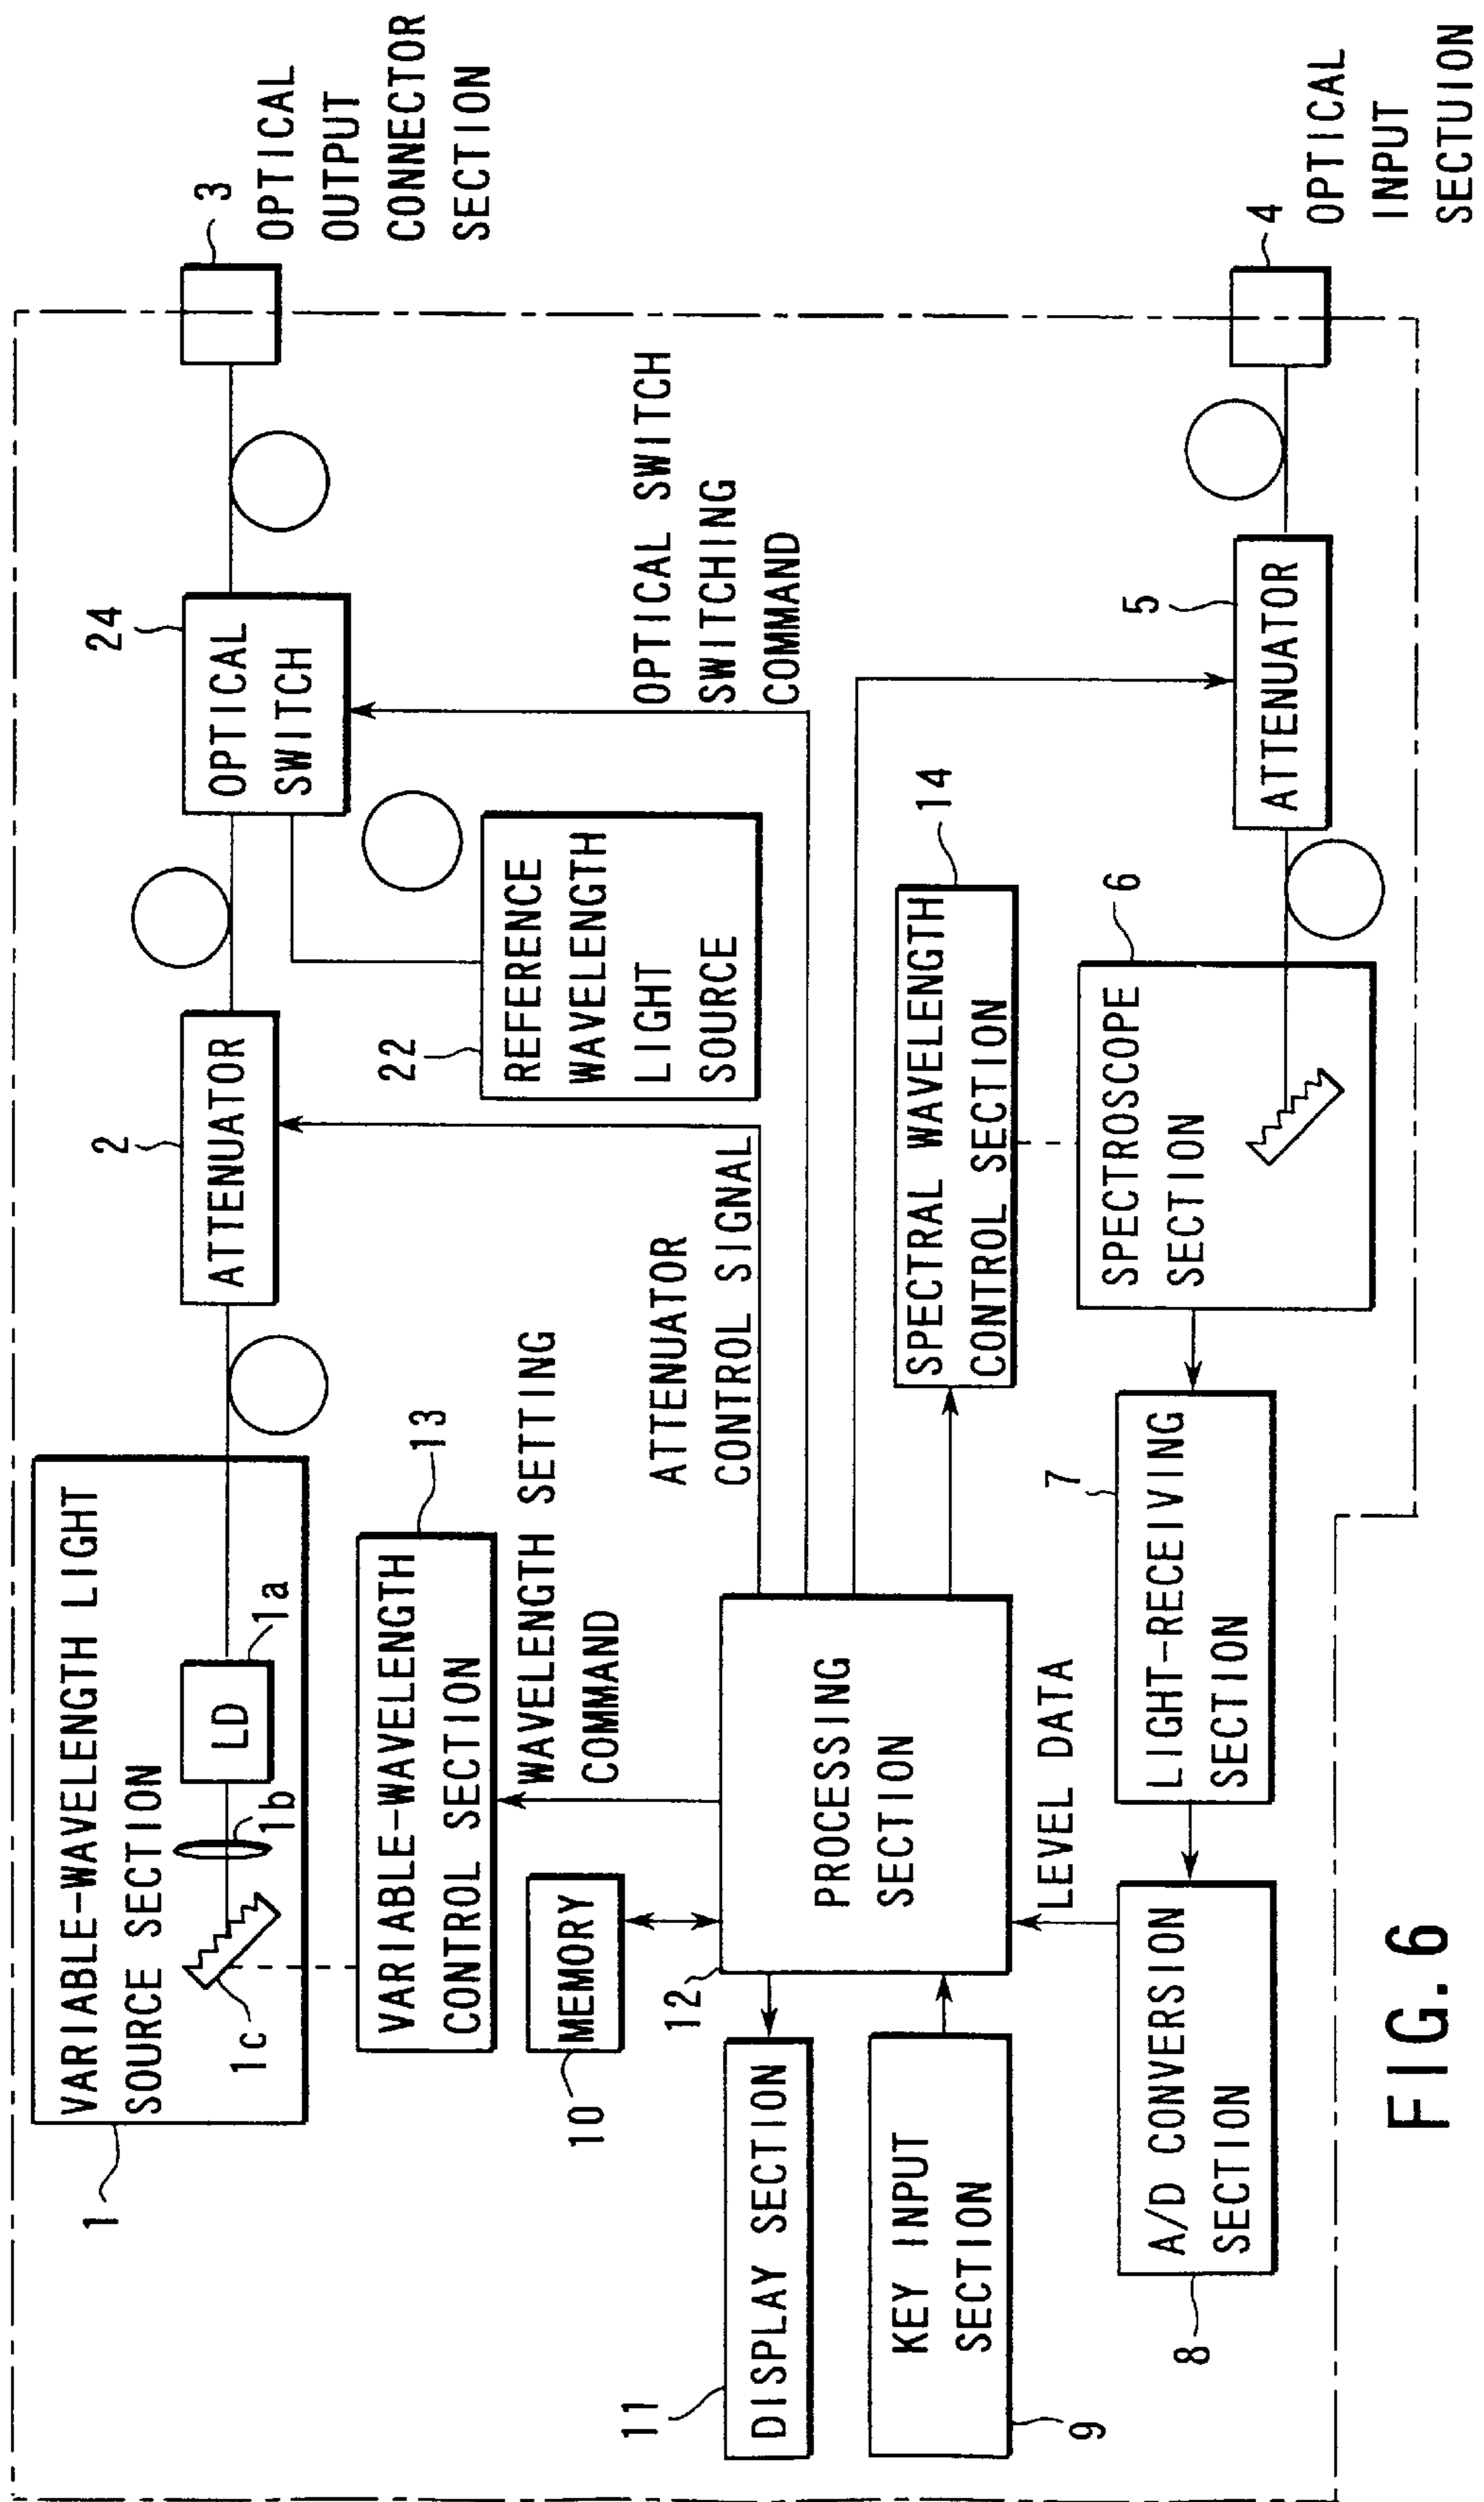 1
VARIABLE-WAVELENGTH LIGHT
SOURCE SECTION
1c
1b
LD
1a
2
ATTENUATOR
24
OPTICAL
SWITCH
3
OPTICAL
OUTPUT
CONNECTOR
SECTION
13
VARIABLE-WAVELENGTH
CONTROL SECTION
22
REFERENCE
WAVELENGTH
LIGHT
SOURCE
10
MEMORY
WAVELENGTH SETTING
COMMAND
ATTENUATOR
CONTROL SIGNAL
OPTICAL SWITCH
SWITCHING
COMMAND
11
DISPLAY SECTION
12
PROCESSING
SECTION
KEY INPUT
SECTION
9
LEVEL DATA
14
SPECTRAL WAVELENGTH
CONTROL SECTION
8
A/D CONVERSION
SECTION
7
LIGHT-RECEIVING
SECTION
6
SPECTROSCOPE
SECTION
5
ATTENUATOR
4
OPTICAL
INPUT
SECTUION
FIG. 6